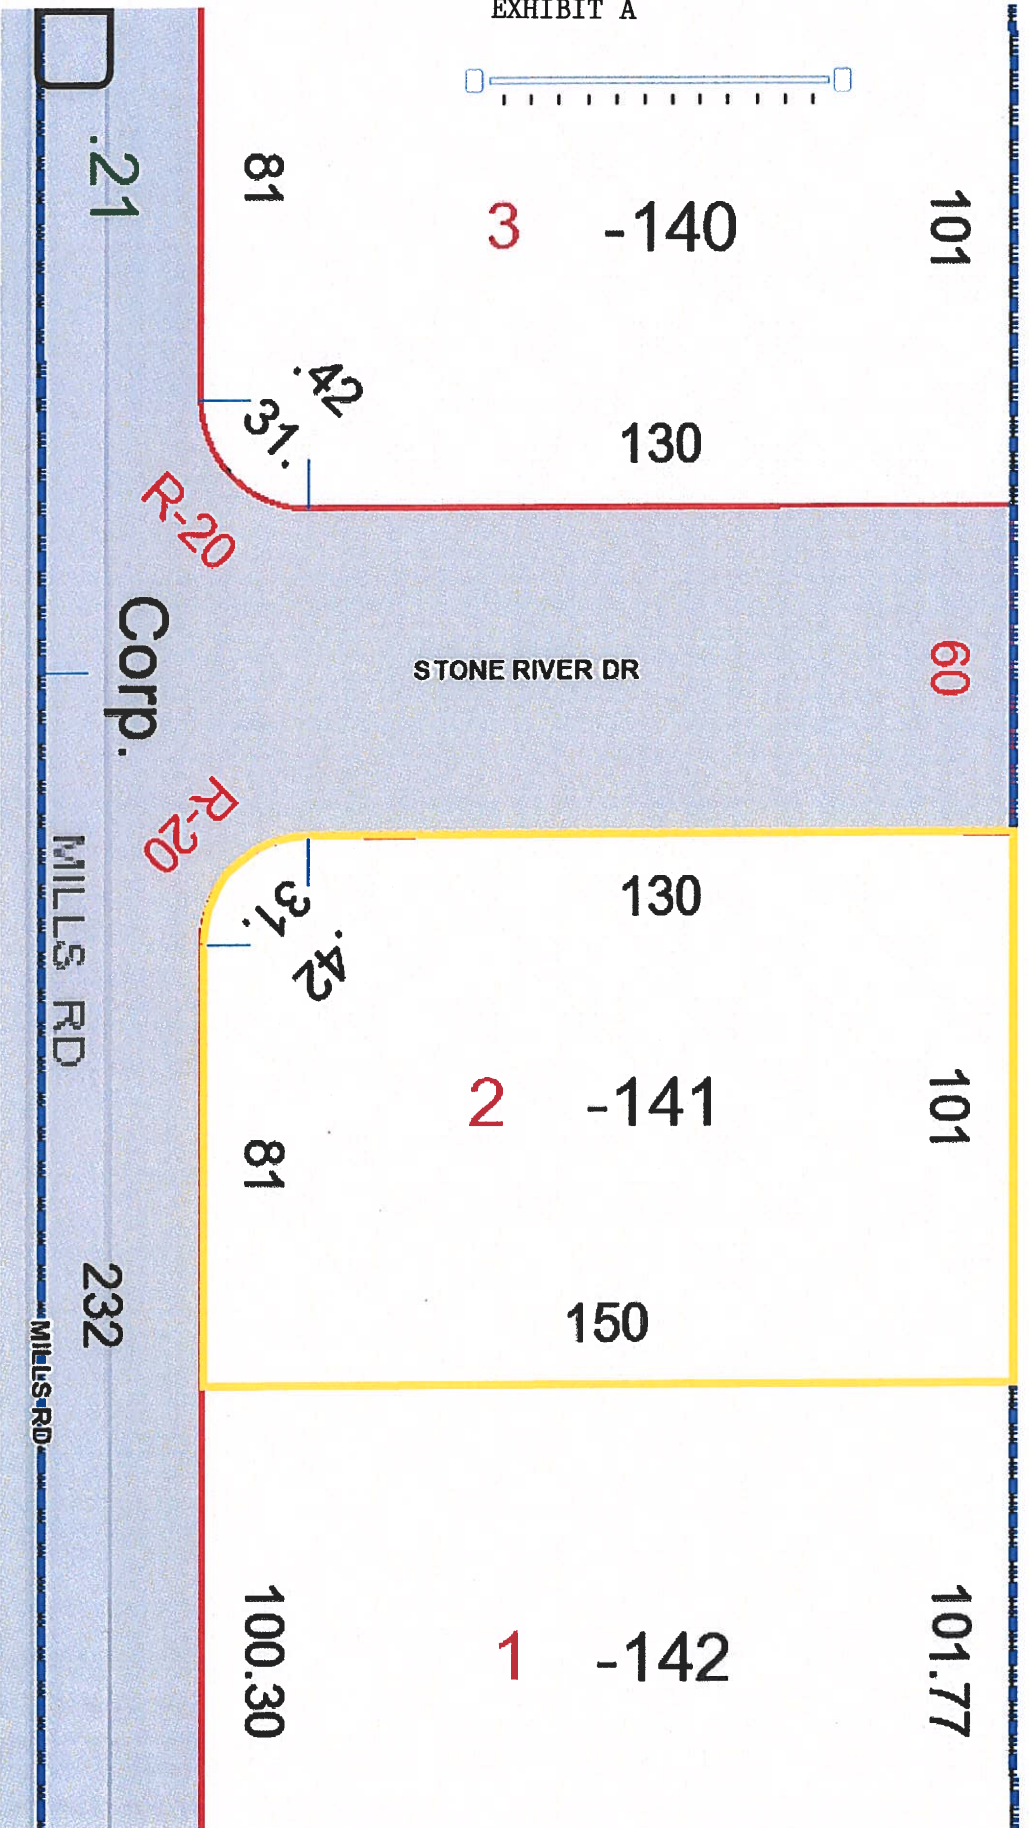 EXHIBIT A
.21
81
3 -140
101
.42
31.
130
R-20
Corp.
STONE RIVER DR
60
R-20
MILLS RD
31.
.42
130
2 -141
101
81
150
232
MILLS RD
100.30
1 -142
101.77